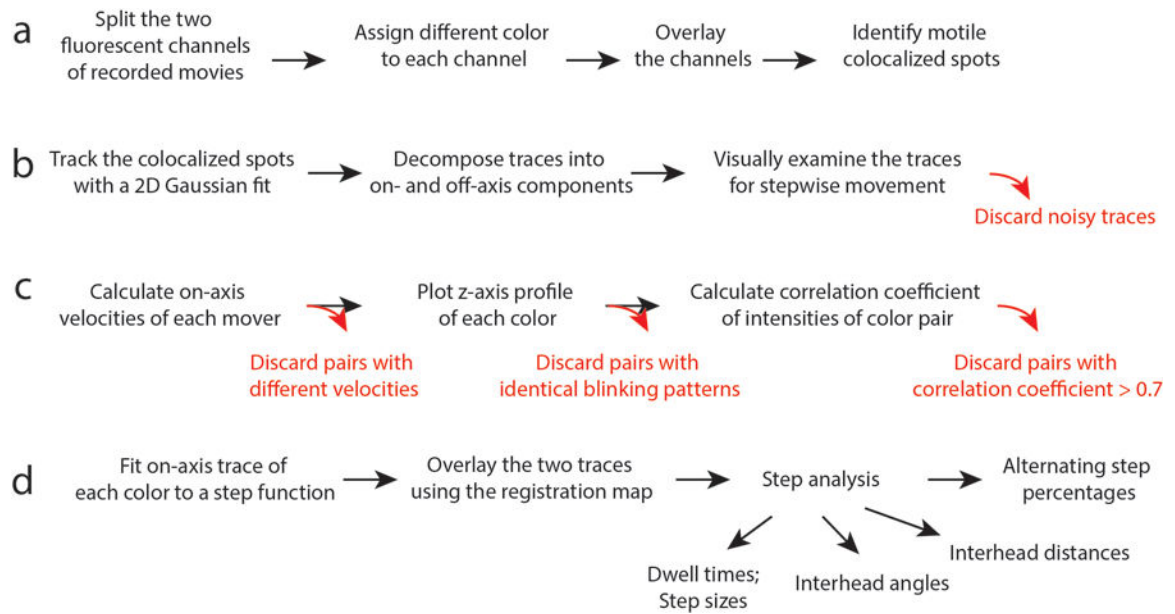 a
Split the two
fluorescent channels
of recorded movies
Assign different color
to each channel
Overlay
the channels
Identify motile
colocalized spots
b
Track the colocalized spots
with a 2D Gaussian fit
Decompose traces into
on- and off-axis components
Visually examine the traces
for stepwise movement
Discard noisy traces
c
Calculate on-axis
velocities of each mover
Discard pairs with
different velocities
Plot z-axis profile
of each color
Discard pairs with
identical blinking patterns
Calculate correlation coefficient
of intensities of color pair
Discard pairs with
correlation coefficient > 0.7
d
Fit on-axis trace of
each color to a step function
Overlay the two traces
using the registration map
Step analysis
Alternating step
percentages
Dwell times;
Step sizes
Interhead angles
Interhead distances